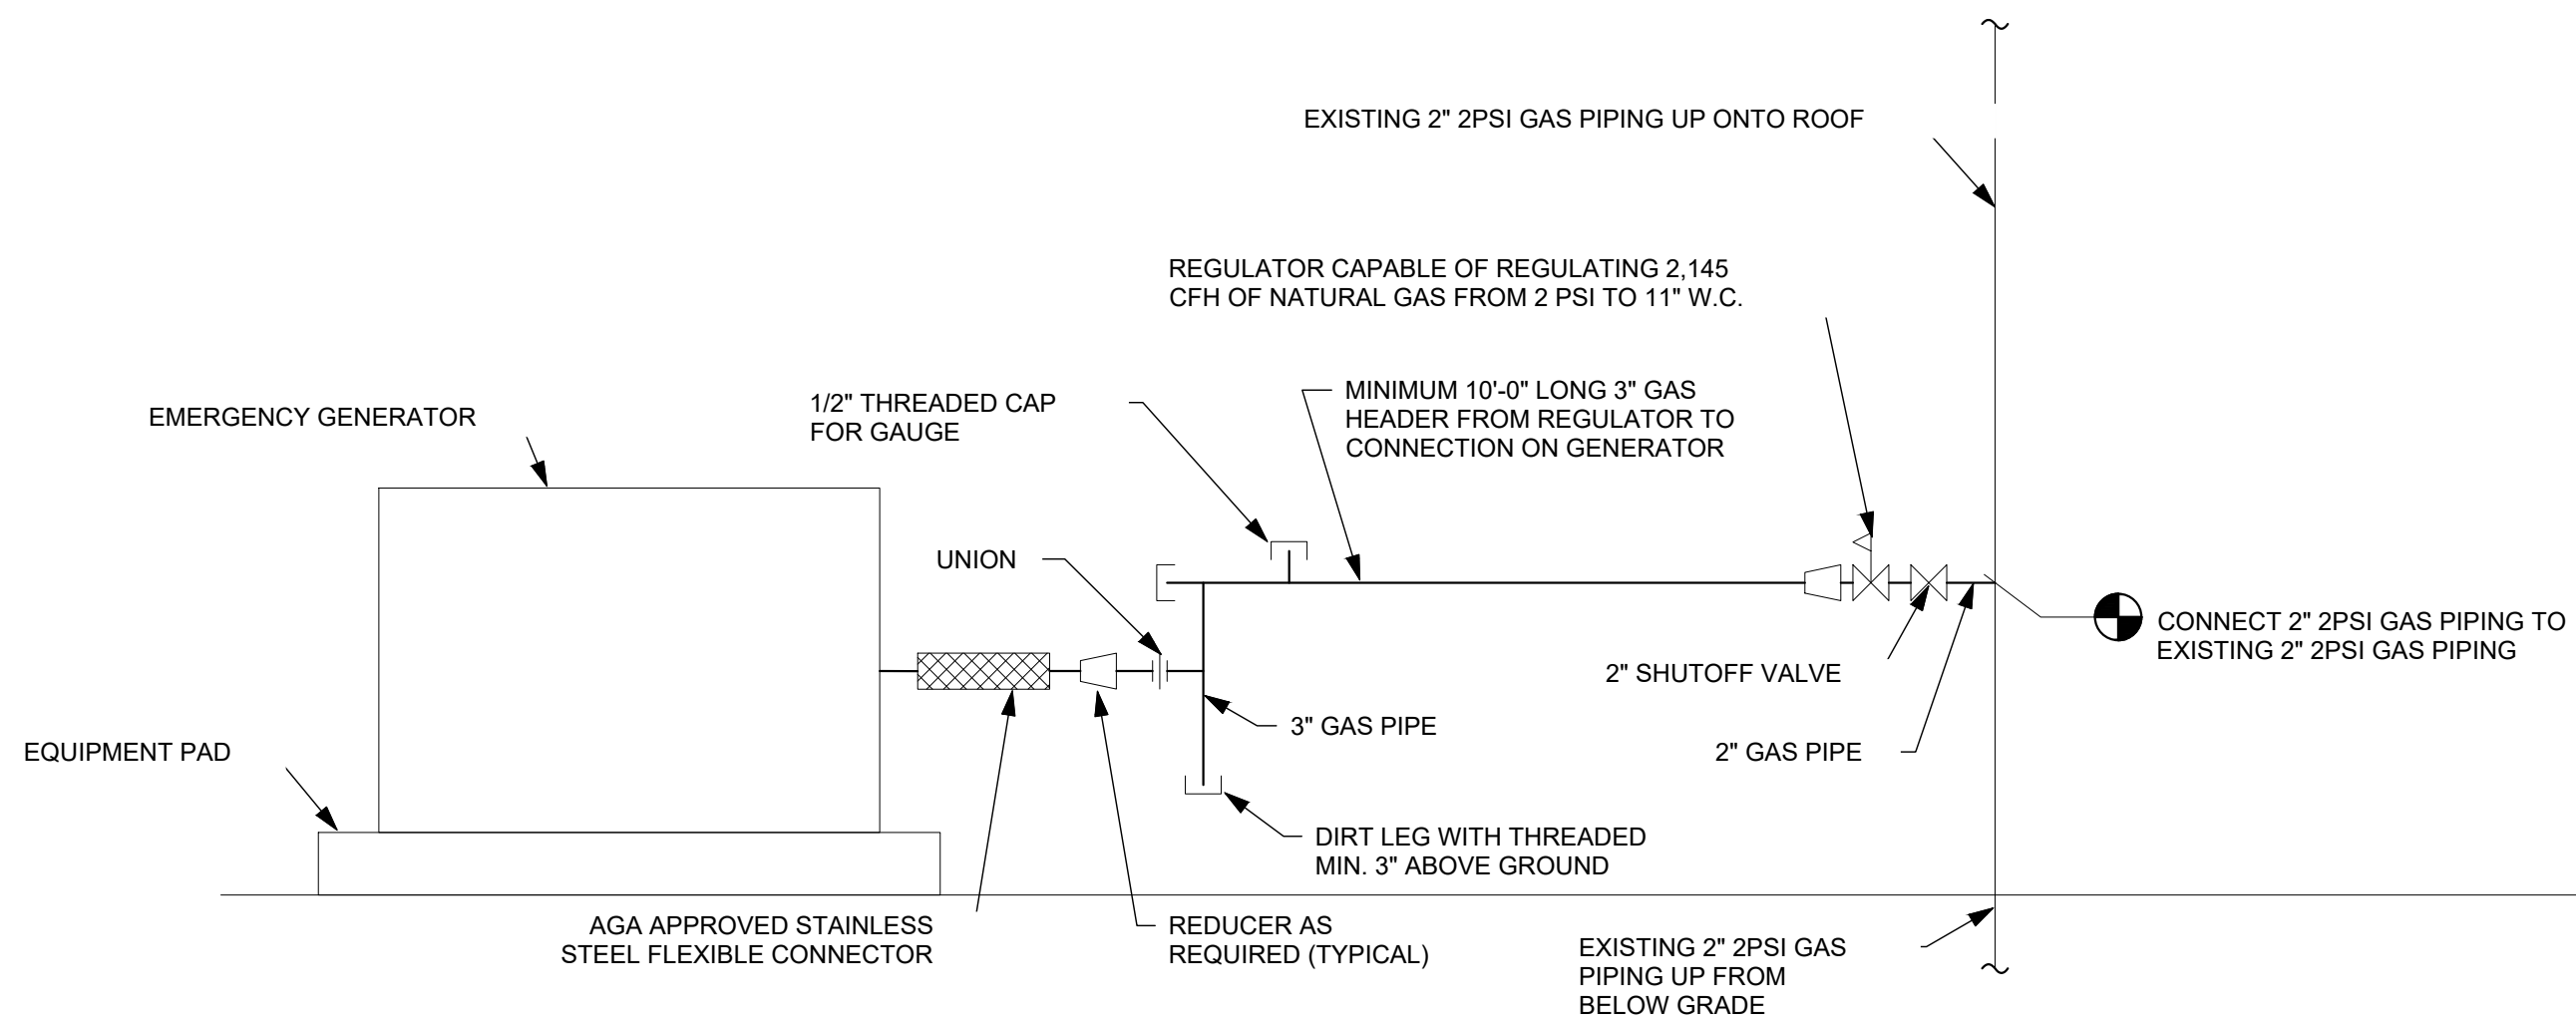 EXISTING 2" 2PSI GAS PIPING UP ONTO ROOF
REGULATOR CAPABLE OF REGULATING 2,145
CFH OF NATURAL GAS FROM 2 PSI TO 11" W.C.
MINIMUM 10'-0" LONG 3" GAS
HEADER FROM REGULATOR TO
CONNECTION ON GENERATOR
1/2" THREADED CAP
FOR GAUGE
EMERGENCY GENERATOR
UNION
CONNECT 2" 2PSI GAS PIPING TO
EXISTING 2" 2PSI GAS PIPING
2" SHUTOFF VALVE
3" GAS PIPE
2" GAS PIPE
EQUIPMENT PAD
DIRT LEG WITH THREADED
MIN. 3" ABOVE GROUND
AGA APPROVED STAINLESS
STEEL FLEXIBLE CONNECTOR
REDUCER AS
REQUIRED (TYPICAL)
EXISTING 2" 2PSI GAS
PIPING UP FROM
BELOW GRADE